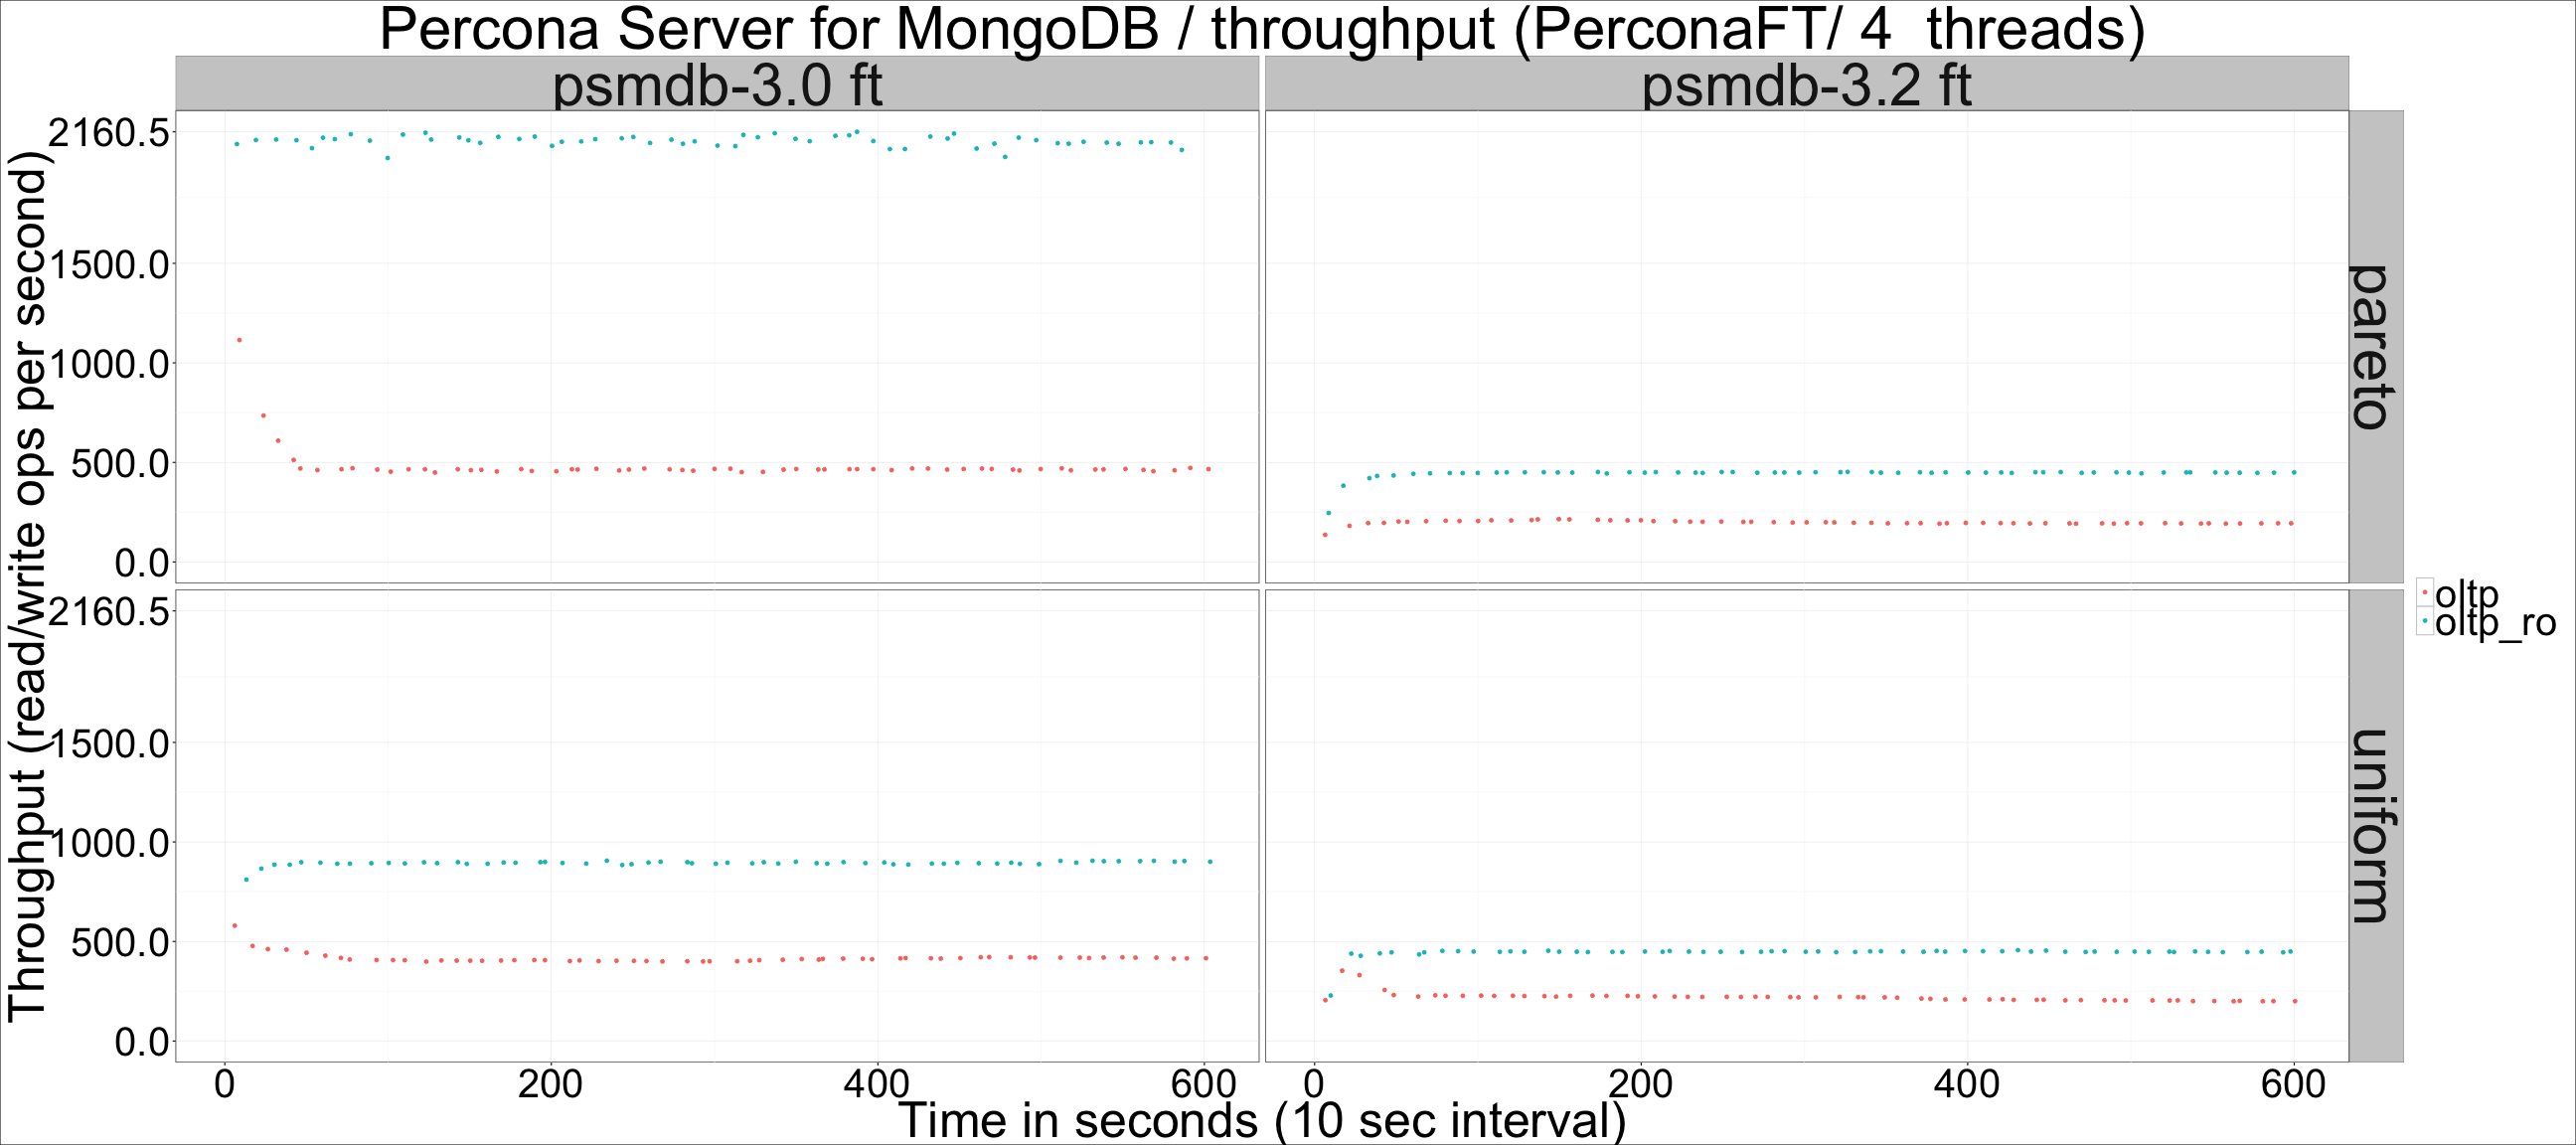 Percona Server for MongoDB / throughput (PerconaFT/ 4  threads)
psmdb-3.0 ft
psmdb-3.2 ft
Throughput (read/write ops per second)
2160.5
1500.0
1000.0
500.0
0.0
pareto
2160.5
1500.0
1000.0
500.0
0.0
uniform
oltp
oltp_ro
0 200 400 600
0 200 400 600
Time in seconds (10 sec interval)